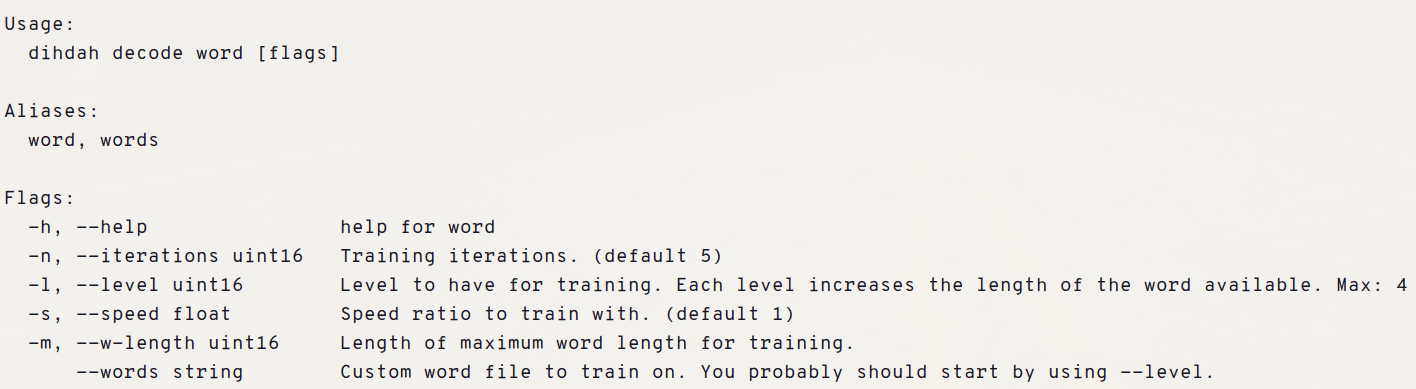 Usage:
  dihdah decode word [flags]

Aliases:
  word, words

Flags:
  -h, --help                help for word
  -n, --iterations uint16   Training iterations. (default 5)
  -l, --level uint16        Level to have for training. Each level increases the length of the word available. Max: 4
  -s, --speed float         Speed ratio to train with. (default 1)
  -m, --w-length uint16     Length of maximum word length for training.
      --words string        Custom word file to train on. You probably should start by using --level.